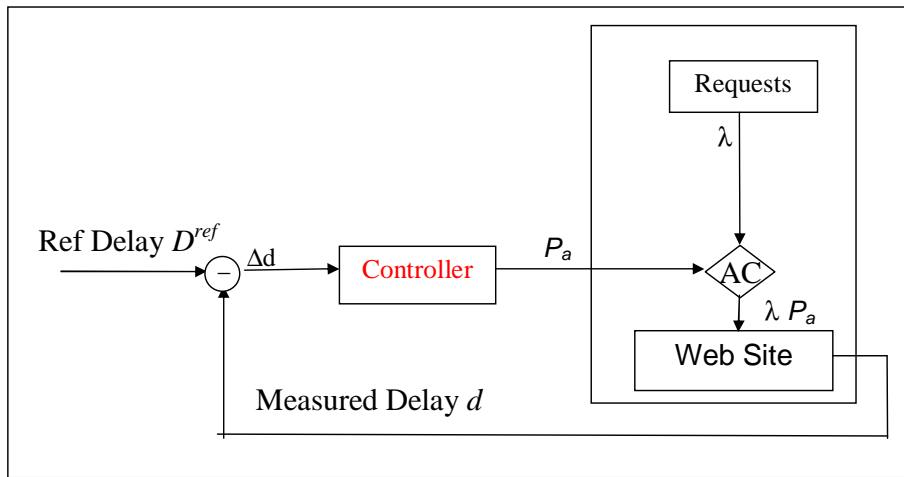 Requests
λ
Ref Delay D^ref
−
Δd
Controller
P_a
AC
λ P_a
Web Site
Measured Delay d